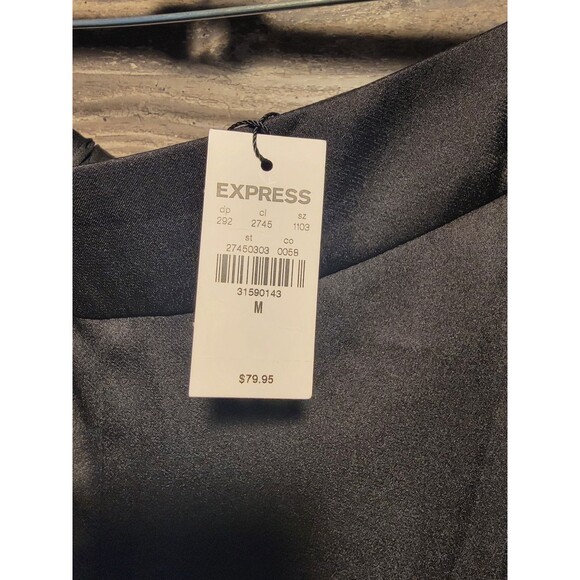 EXPRESS
dp cl sz
292 2745 1103
st co
27450303 0058
31590143
M
$79.95